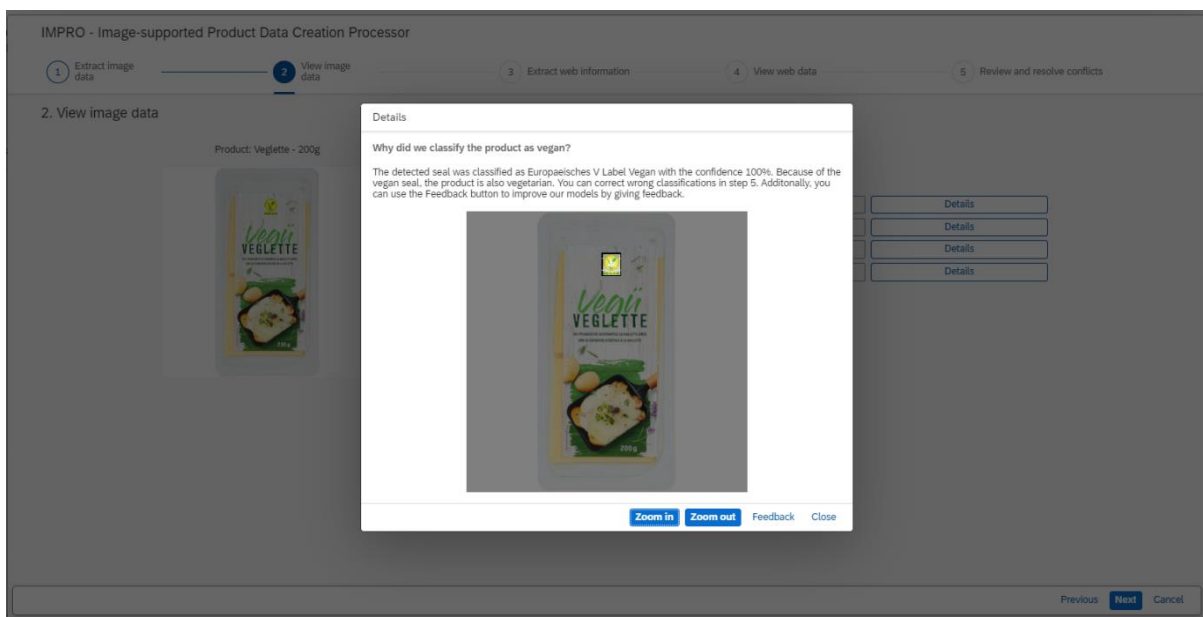 IMPRO - Image-supported Product Data Creation Processor
1 Extract image
data
2 View image
data
3 Extract web information
4 View web data
5 Review and resolve conflicts
2. View image data
Product: Veglette - 200g
Vegü
VEGLETTE
200 g
Details
Details
Details
Details
Details
Why did we classify the product as vegan?
The detected seal was classified as Europaeisches V Label Vegan with the confidence 100%. Because of the
vegan seal, the product is also vegetarian. You can correct wrong classifications in step 5. Additonally, you
can use the Feedback button to improve our models by giving feedback.
Vegü
VEGLETTE
200 g
Zoom in Zoom out Feedback Close
Previous Next Cancel